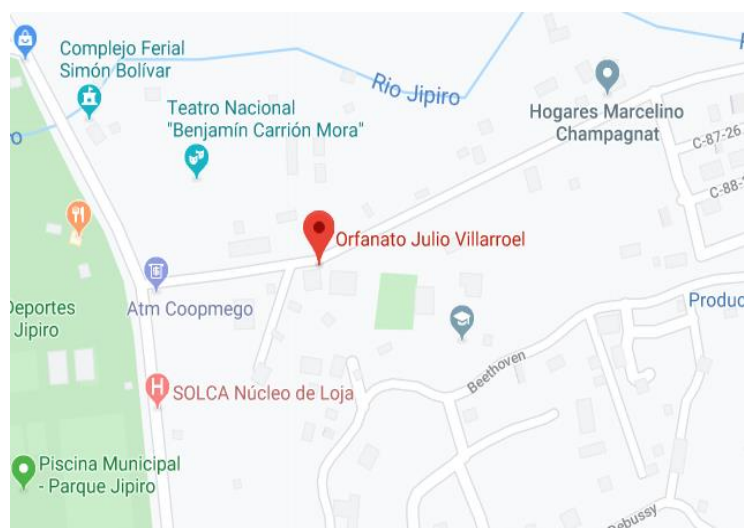 Complejo Ferial
Simón Bolívar
Rio Jipiro
Teatro Nacional
"Benjamín Carrión Mora"
Hogares Marcelino
Champagnat
C-87-26
C-88-
Orfanato Julio Villarroel
Atm Coopmego
Deportes
Jipiro
Produc
Beethoven
H
SOLCA Núcleo de Loja
Piscina Municipal
- Parque Jipiro
Debussy